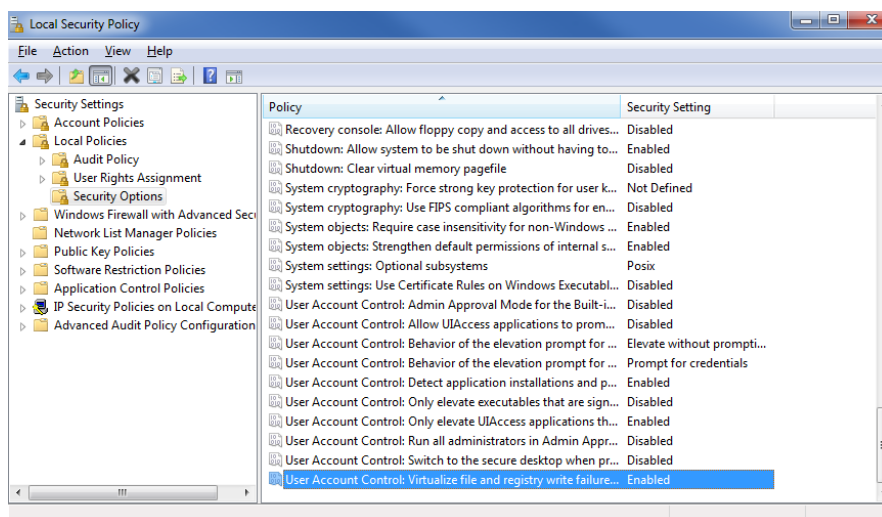 Local Security Policy
File Action View Help
Security Settings
Account Policies
Local Policies
Audit Policy
User Rights Assignment
Security Options
Windows Firewall with Advanced Secu
Network List Manager Policies
Public Key Policies
Software Restriction Policies
Application Control Policies
IP Security Policies on Local Compute
Advanced Audit Policy Configuration
Policy Security Setting
Recovery console: Allow floppy copy and access to all drives... Disabled
Shutdown: Allow system to be shut down without having to... Enabled
Shutdown: Clear virtual memory pagefile Disabled
System cryptography: Force strong key protection for user k... Not Defined
System cryptography: Use FIPS compliant algorithms for en... Disabled
System objects: Require case insensitivity for non-Windows ... Enabled
System objects: Strengthen default permissions of internal s... Enabled
System settings: Optional subsystems Posix
System settings: Use Certificate Rules on Windows Executabl... Disabled
User Account Control: Admin Approval Mode for the Built-i... Disabled
User Account Control: Allow UIAccess applications to prom... Disabled
User Account Control: Behavior of the elevation prompt for ... Elevate without prompti...
User Account Control: Behavior of the elevation prompt for ... Prompt for credentials
User Account Control: Detect application installations and p... Enabled
User Account Control: Only elevate executables that are sign... Disabled
User Account Control: Only elevate UIAccess applications th... Enabled
User Account Control: Run all administrators in Admin Appr... Disabled
User Account Control: Switch to the secure desktop when pr... Disabled
User Account Control: Virtualize file and registry write failure... Enabled